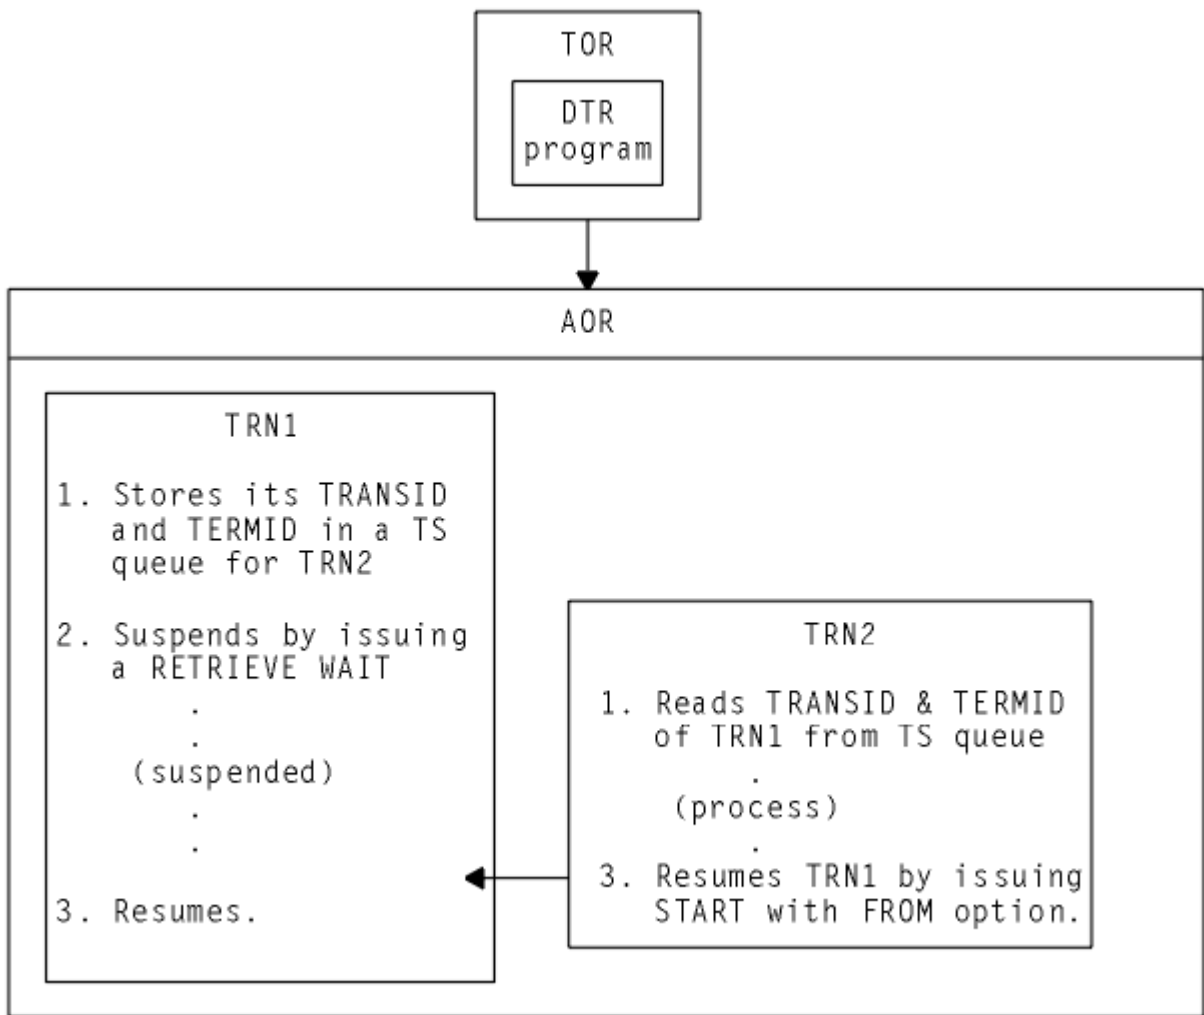 TOR
DTR
program
AOR
TRN1
1. Stores its TRANSID
and TERMID in a TS
queue for TRN2
2. Suspends by issuing
a RETRIEVE WAIT
.
.
(suspended)
.
.
3. Resumes.
TRN2
1. Reads TRANSID & TERMID
of TRN1 from TS queue
.
(process)
.
3. Resumes TRN1 by issuing
START with FROM option.